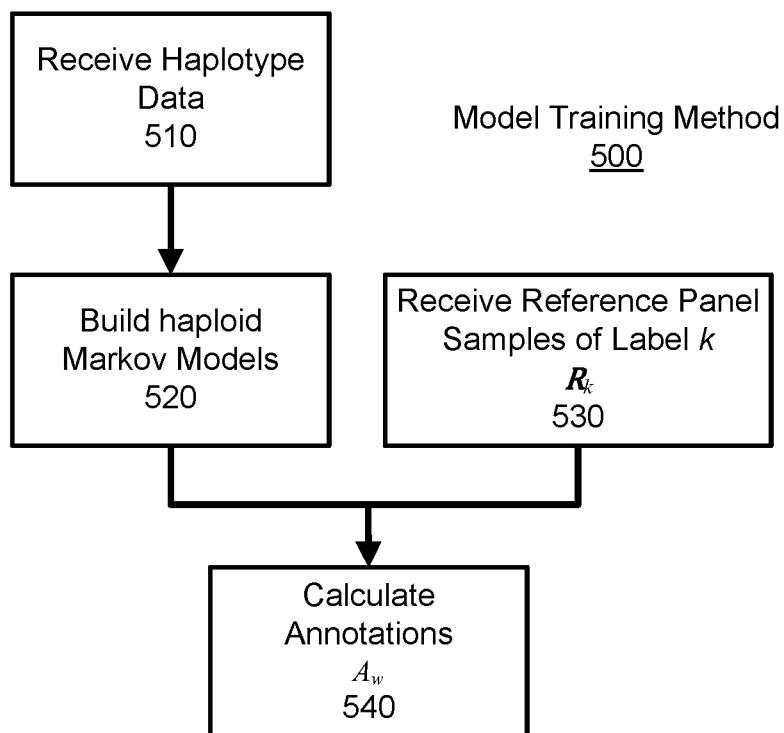 Receive Haplotype
Data
510
Model Training Method
500
Build haploid
Markov Models
520
Receive Reference Panel
Samples of Label k
Rk
530
Calculate
Annotations
Aw
540